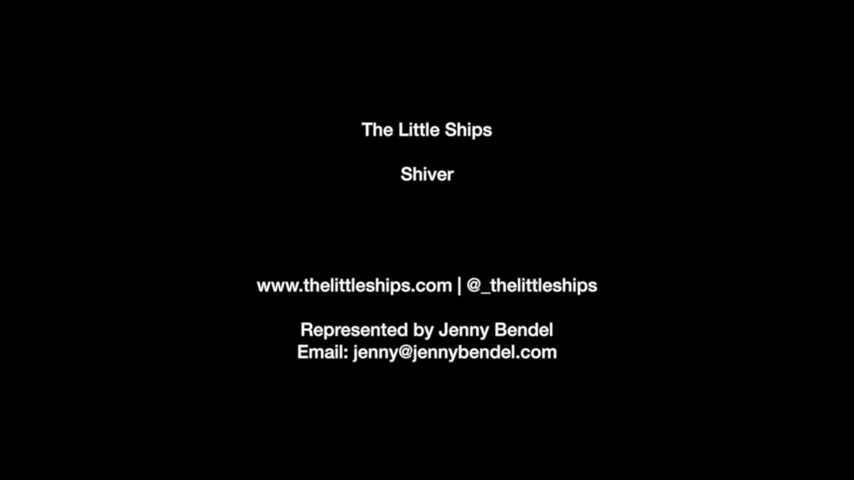 The Little Ships
Shiver
www.thelittleships.com | @_thelittleships
Represented by Jenny Bendel
Email: jenny@jennybendel.com